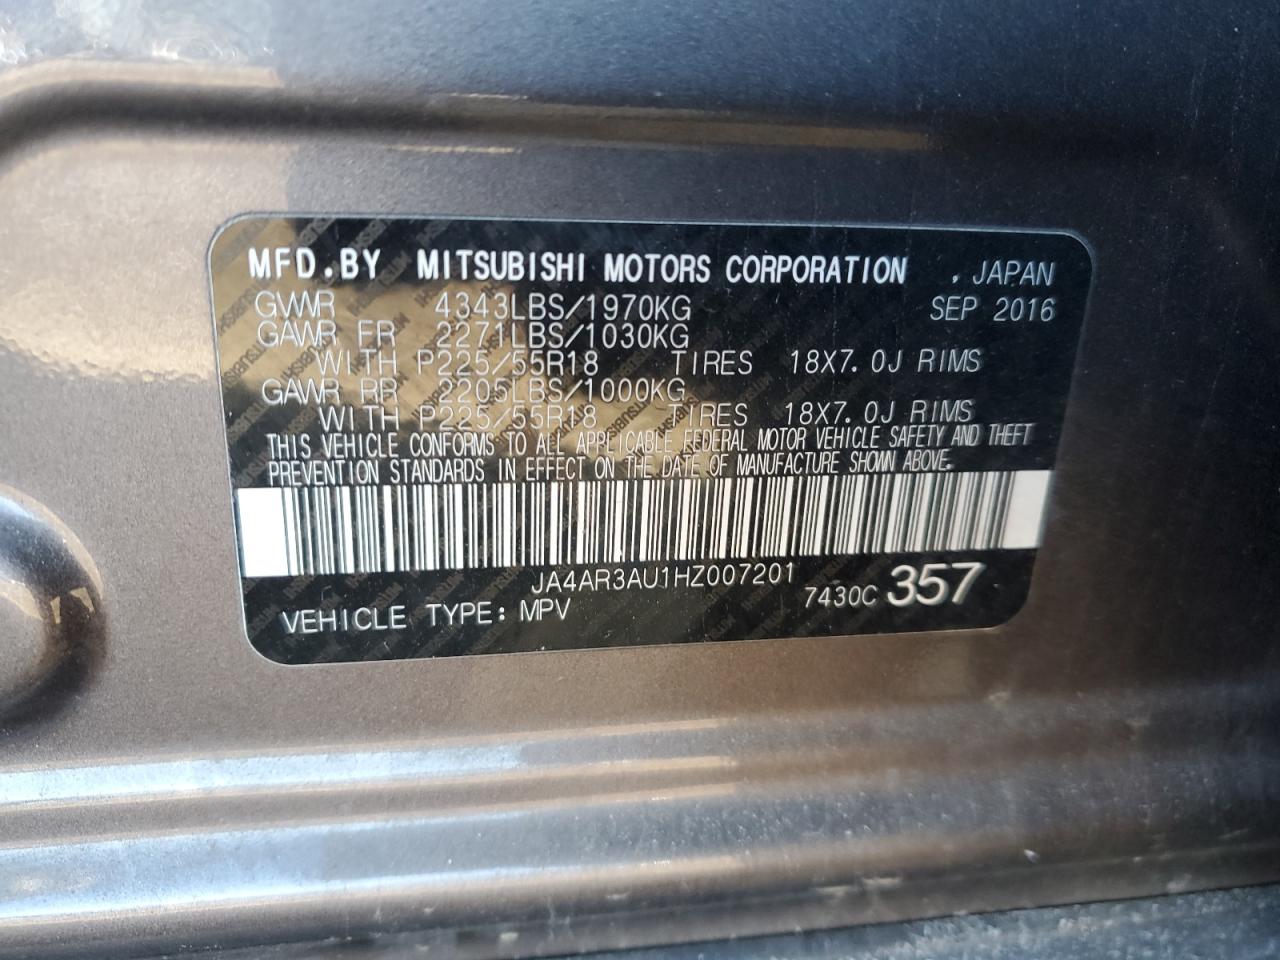 MFD.BY MITSUBISHI MOTORS CORPORATION , JAPAN
GVWR 4343LBS/1970KG SEP 2016
GAWR FR 2271LBS/1030KG
WITH P225/55R18 TIRES 18X7.0J RIMS
GAWR RR 2205LBS/1000KG
WITH P225/55R18 TIRES 18X7.0J RIMS
THIS VEHICLE CONFORMS TO ALL APPLICABLE FEDERAL MOTOR VEHICLE SAFETY AND THEFT
PREVENTION STANDARDS IN EFFECT ON THE DATE OF MANUFACTURE SHOWN ABOVE.
JA4AR3AU1HZ007201
VEHICLE TYPE: MPV 7430C 357